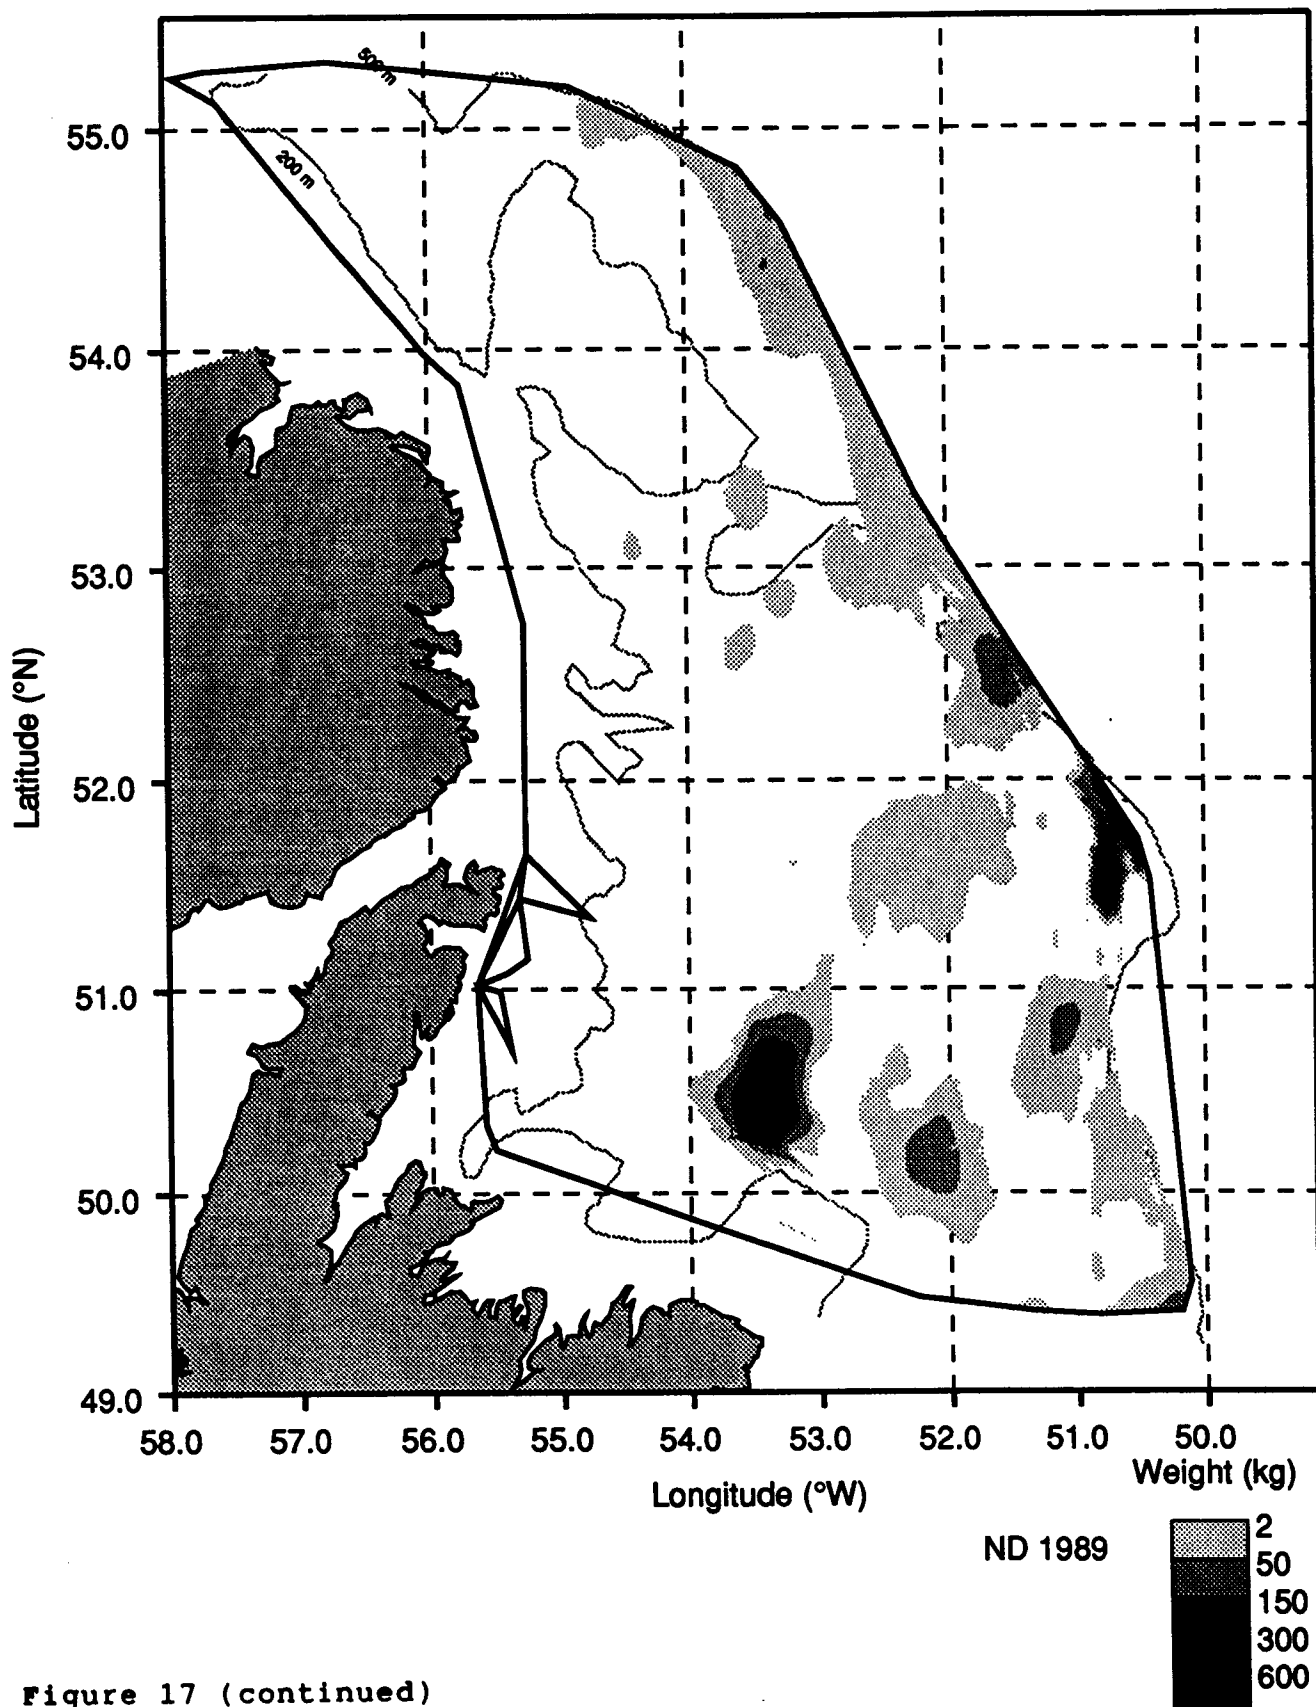 500 m
200 m
55.0
54.0
53.0
52.0
51.0
50.0
49.0
Latitude (°N)
58.0 57.0 56.0 55.0 54.0 53.0 52.0 51.0 50.0
Longitude (°W)
Weight (kg)
ND 1989
2
50
150
300
600
Figure 17 (continued)